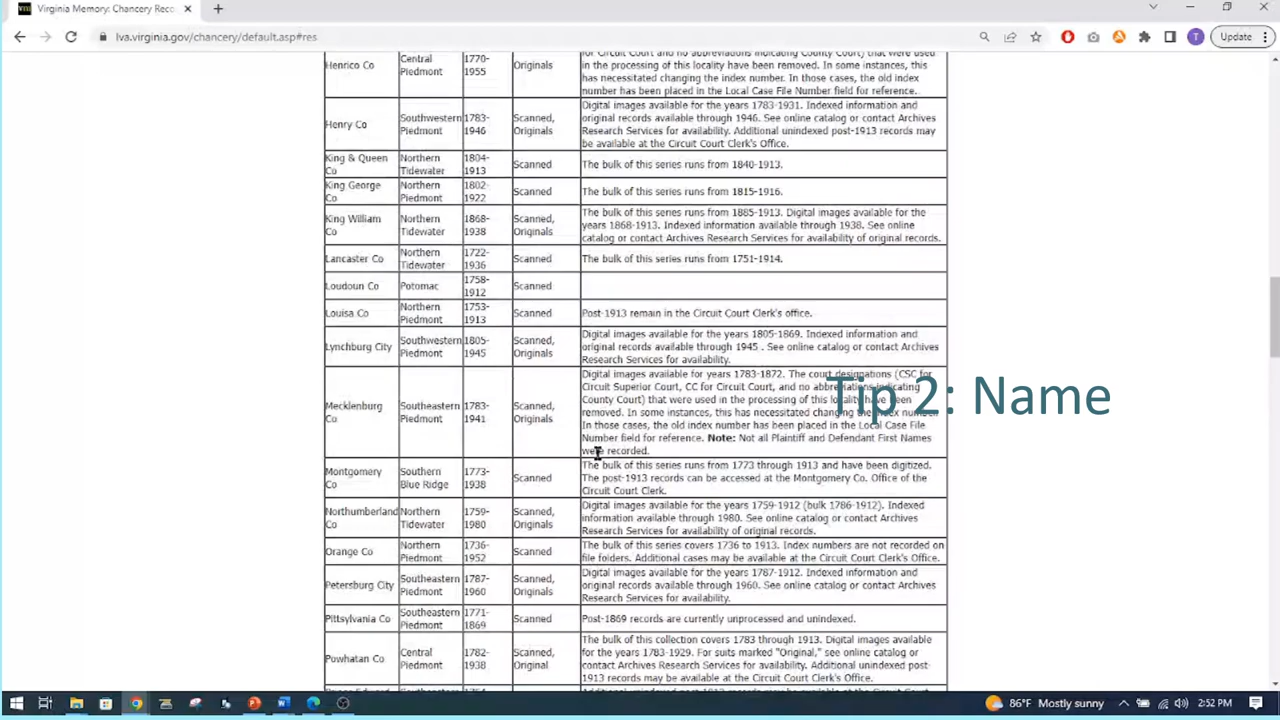 Virginia Memory: Chancery Reco
lva.virginia.gov/chancery/default.asp#res
T
Update
Henrico Co
Central
Piedmont
1770-
1955
Originals
for Circuit Court and no abbreviations indicating County Court) that were used
in the processing of this locality have been removed. In some instances, this
has necessitated changing the index number. In those cases, the old index
number has been placed in the Local Case File Number field for reference.
Henry Co
Southwestern
Piedmont
1783-
1946
Scanned,
Originals
Digital images available for the years 1783-1931. Indexed information and
original records available through 1946. See online catalog or contact Archives
Research Services for availability. Additional unindexed post-1913 records may
be available at the Circuit Court Clerk's Office.
King & Queen
Co
Northern
Tidewater
1804-
1913
Scanned
The bulk of this series runs from 1840-1913.
King George
Co
Northern
Piedmont
1802-
1922
Scanned
The bulk of this series runs from 1815-1916.
King William
Co
Northern
Tidewater
1868-
1938
Scanned,
Originals
The bulk of this series runs from 1885-1913. Digital images available for the
years 1868-1913. Indexed information available through 1938. See online
catalog or contact Archives Research Services for availability of original records.
Lancaster Co
Northern
Tidewater
1722-
1936
Scanned
The bulk of this series runs from 1751-1914.
Loudoun Co
Potomac
1758-
1912
Scanned
Louisa Co
Northern
Piedmont
1753-
1913
Scanned
Post-1913 remain in the Circuit Court Clerk's office.
Lynchburg City
Southwestern
Piedmont
1805-
1945
Scanned,
Originals
Digital images available for the years 1805-1869. Indexed information and
original records available through 1945 . See online catalog or contact Archives
Research Services for availability.
Mecklenburg
Co
Southeastern
Piedmont
1783-
1941
Scanned,
Originals
Digital images available for years 1783-1872. The court designations (CSC for
Circuit Superior Court, CC for Circuit Court, and no abbreviations indicating
County Court) that were used in the processing of this locality have been
removed. In some instances, this has necessitated changing the index number.
In those cases, the old index number has been placed in the Local Case File
Number field for reference. Note: Not all Plaintiff and Defendant First Names
were recorded.
Tip 2: Name
Montgomery
Co
Southern
Blue Ridge
1773-
1938
Scanned
The bulk of this series runs from 1773 through 1913 and have been digitized.
The post-1913 records can be accessed at the Montgomery Co. Office of the
Circuit Court Clerk.
Northumberland
Co
Northern
Tidewater
1759-
1980
Scanned,
Originals
Digital images available for the years 1759-1912 (bulk 1786-1912). Indexed
information available through 1980. See online catalog or contact Archives
Research Services for availability of original records.
Orange Co
Northern
Piedmont
1736-
1952
Scanned
The bulk of this series covers 1736 to 1913. Index numbers are not recorded on
file folders. Additional cases may be available at the Circuit Court Clerk's Office.
Petersburg City
Southeastern
Piedmont
1787-
1960
Scanned,
Originals
Digital images available for the years 1787-1912. Indexed information and
original records available through 1960. See online catalog or contact Archives
Research Services for availability.
Pittsylvania Co
Southeastern
Piedmont
1771-
1869
Scanned
Post-1869 records are currently unprocessed and unindexed.
Powhatan Co
Central
Piedmont
1782-
1938
Scanned,
Original
The bulk of this collection covers 1783 through 1913. Digital images available
for the years 1783-1929. For suits marked "Original," see online catalog or
contact Archives Research Services for availability. Additional unindexed post-
1913 records may be available at the Circuit Court Clerk's Office.
86°F Mostly sunny
2:52 PM